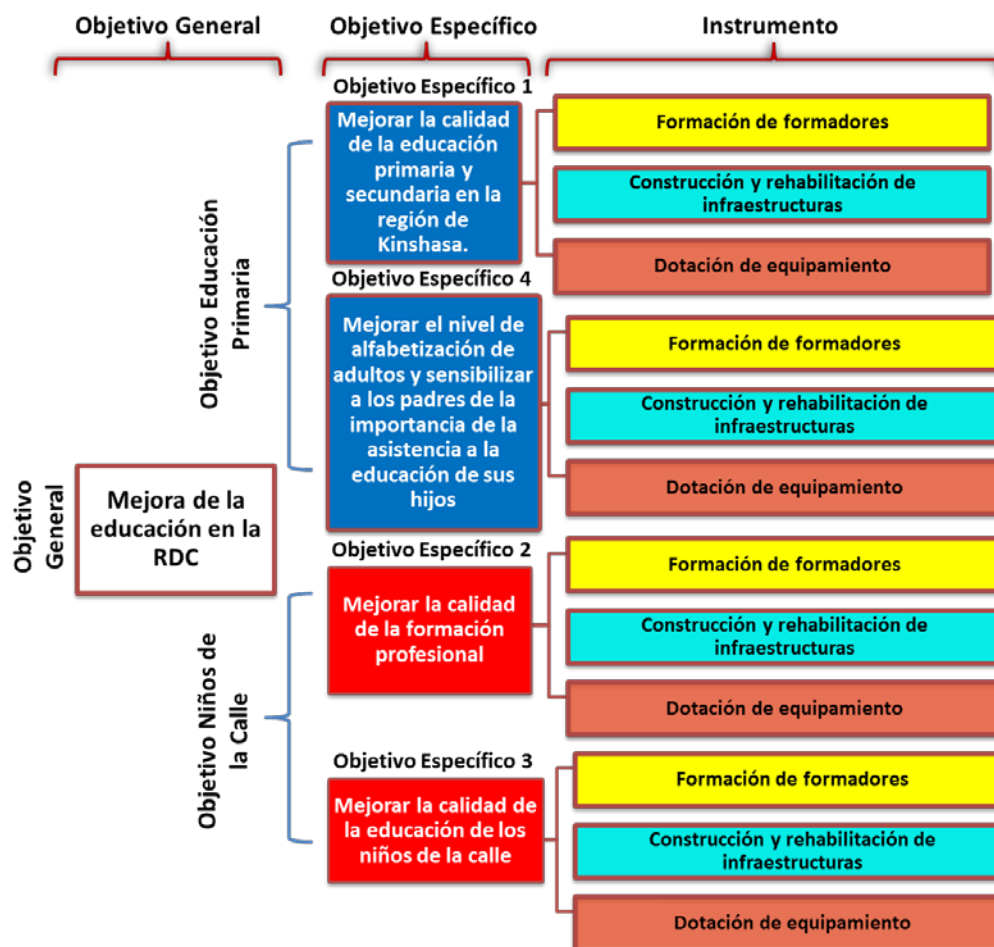 Objetivo General
Objetivo Específico
Instrumento
Objetivo Específico 1
Mejorar la calidad
de la educación
primaria y
secundaria en la
región de
Kinshasa.
Formación de formadores
Construcción y rehabilitación de
infraestructuras
Dotación de equipamiento
Objetivo Educación
Primaria
Objetivo Específico 4
Mejorar el nivel de
alfabetización de
adultos y sensibilizar
a los padres de la
importancia de la
asistencia a la
educación de sus
hijos
Formación de formadores
Construcción y rehabilitación de
infraestructuras
Dotación de equipamiento
Objetivo
General
Mejora de la
educación en la
RDC
Objetivo Específico 2
Mejorar la calidad
de la formación
profesional
Formación de formadores
Construcción y rehabilitación de
infraestructuras
Dotación de equipamiento
Objetivo Niños de
la Calle
Objetivo Específico 3
Mejorar la calidad de
la educación de los
niños de la calle
Formación de formadores
Construcción y rehabilitación de
infraestructuras
Dotación de equipamiento